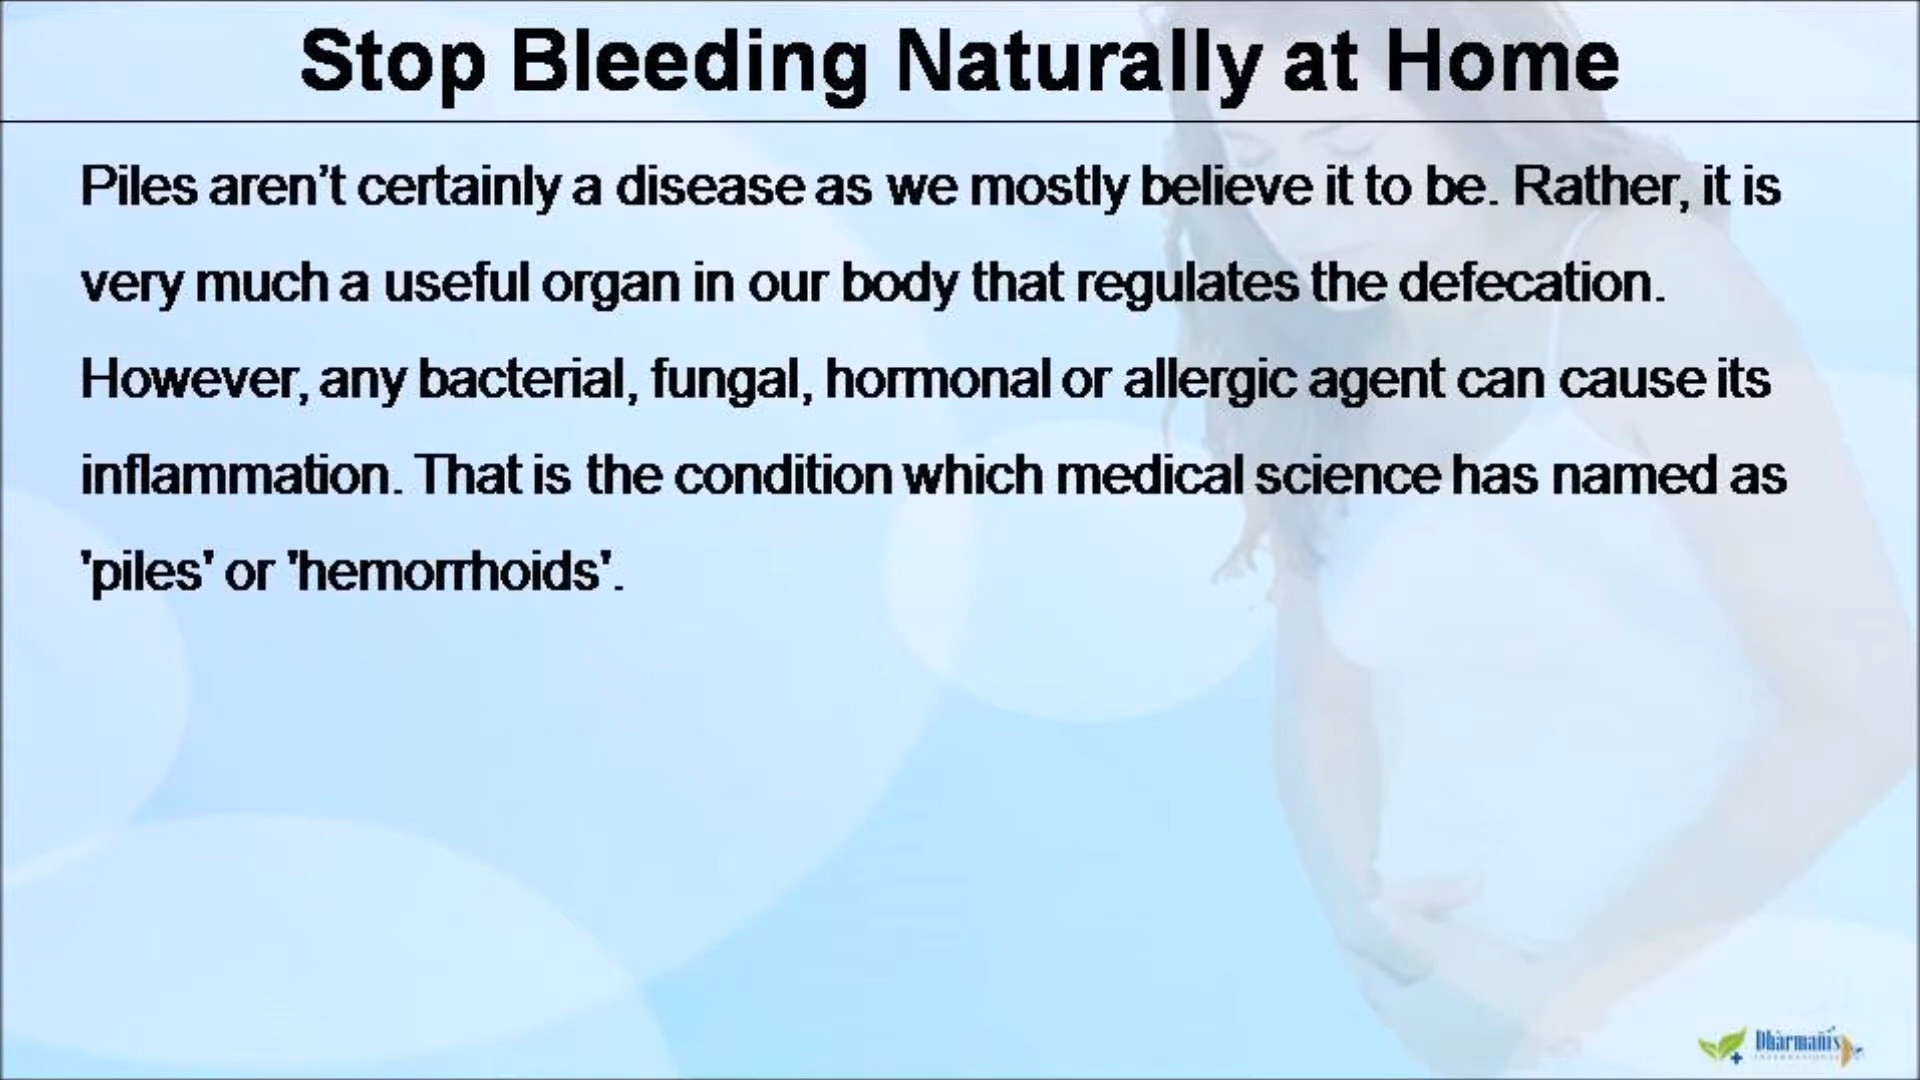 Stop Bleeding Naturally at Home
Piles aren’t certainly a disease as we mostly believe it to be. Rather, it is
very much a useful organ in our body that regulates the defecation.
However, any bacterial, fungal, hormonal or allergic agent can cause its
inflammation. That is the condition which medical science has named as
'piles' or 'hemorrhoids'.
Dharmanis
INTERNATIONAL